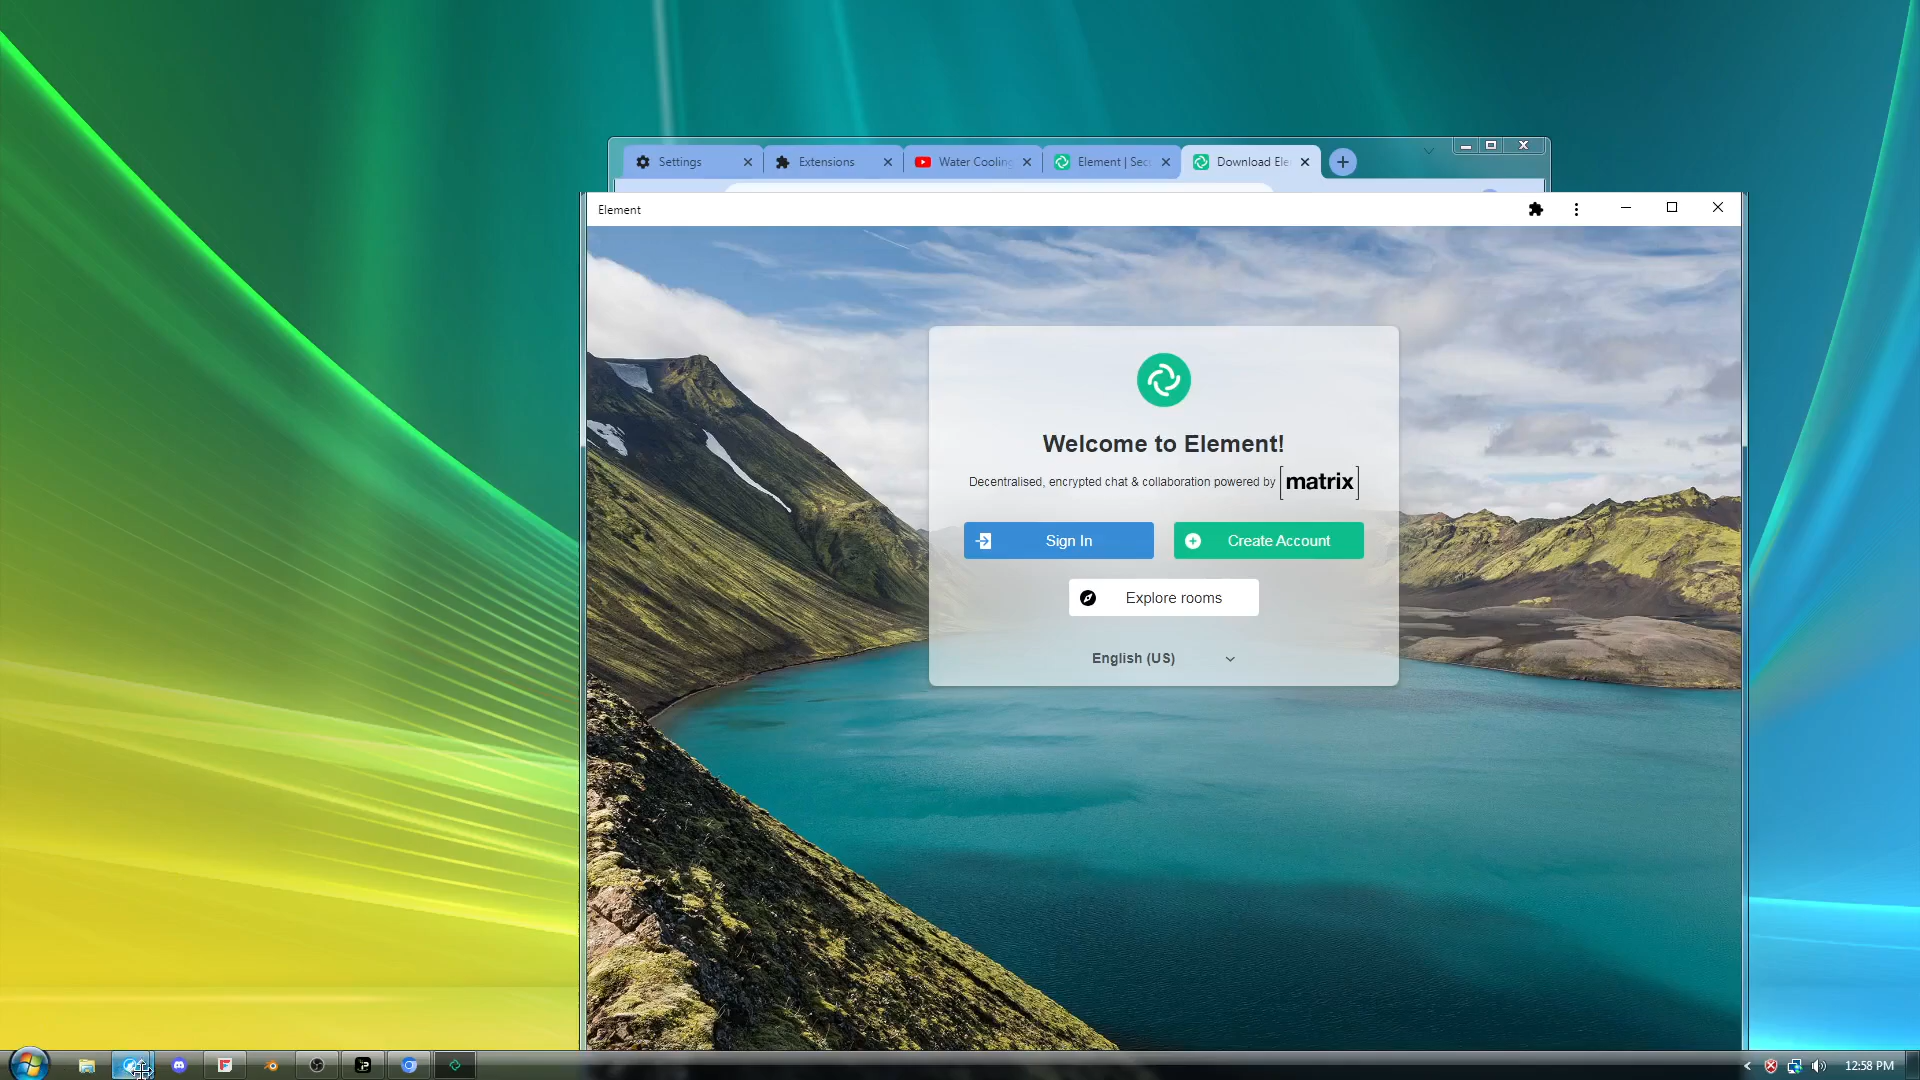 Settings
Extensions
Water Cooling
Element | Sec
Download Ele
Element
Welcome to Element!
Decentralised, encrypted chat & collaboration powered by [matrix]
Sign In
Create Account
Explore rooms
English (US)
12:58 PM